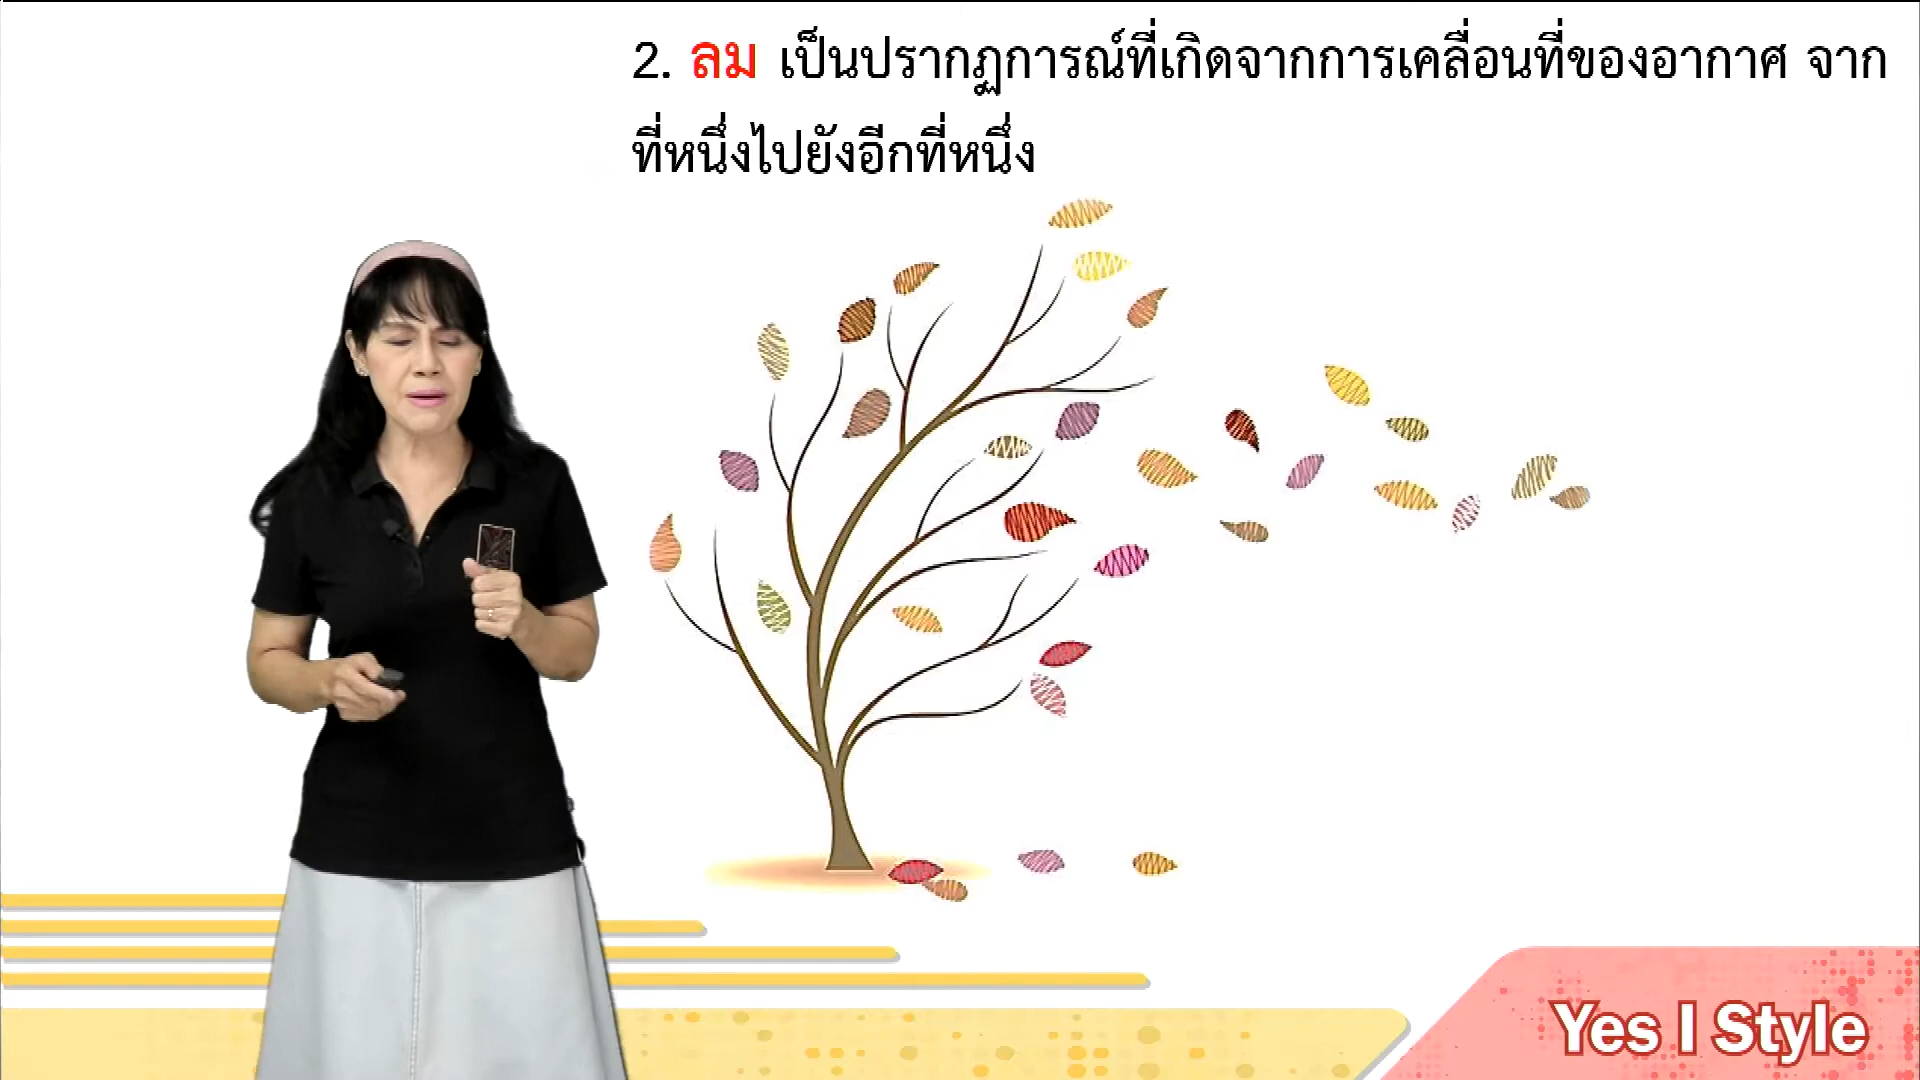 2. ลม เป็นปรากฏการณ์ที่เกิดจากการเคลื่อนที่ของอากาศ จาก
ที่หนึ่งไปยังอีกที่หนึ่ง
Yes I Style